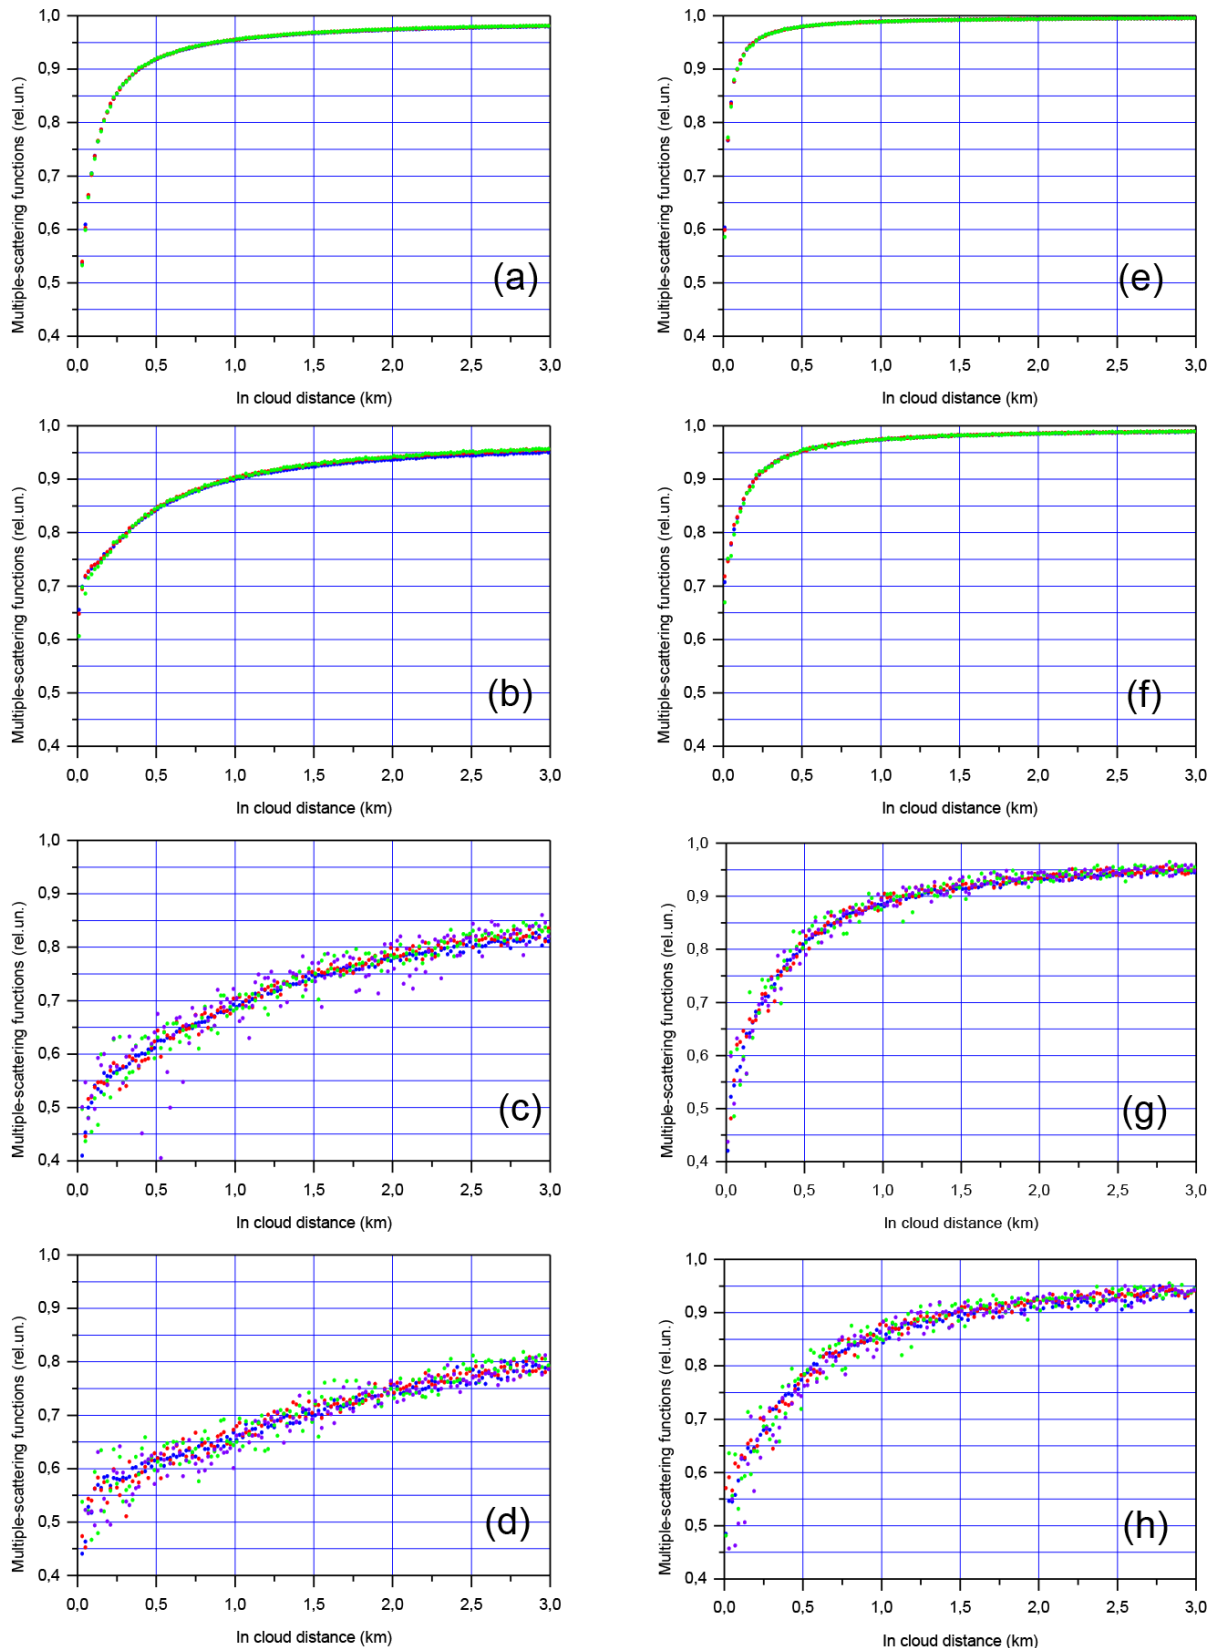 Multiple-scattering functions (rel.un.)
1,0
0,9
0,8
0,7
0,6
0,5
0,4
(a)
0,0 0,5 1,0 1,5 2,0 2,5 3,0
In cloud distance (km)
Multiple-scattering functions (rel.un.)
1,0
0,9
0,8
0,7
0,6
0,5
0,4
(e)
0,0 0,5 1,0 1,5 2,0 2,5 3,0
In cloud distance (km)
Multiple-scattering functions (rel.un.)
1,0
0,9
0,8
0,7
0,6
0,5
0,4
(b)
0,0 0,5 1,0 1,5 2,0 2,5 3,0
In cloud distance (km)
Multiple-scattering functions (rel.un.)
1,0
0,9
0,8
0,7
0,6
0,5
0,4
(f)
0,0 0,5 1,0 1,5 2,0 2,5 3,0
In cloud distance (km)
Multiple-scattering functions (rel.un.)
1,0
0,9
0,8
0,7
0,6
0,5
0,4
(c)
0,0 0,5 1,0 1,5 2,0 2,5 3,0
In cloud distance (km)
Multiple-scattering functions (rel.un.)
1,0
0,9
0,8
0,7
0,6
0,5
0,4
(g)
0,0 0,5 1,0 1,5 2,0 2,5 3,0
In cloud distance (km)
Multiple-scattering functions (rel.un.)
1,0
0,9
0,8
0,7
0,6
0,5
0,4
(d)
0,0 0,5 1,0 1,5 2,0 2,5 3,0
In cloud distance (km)
Multiple-scattering functions (rel.un.)
1,0
0,9
0,8
0,7
0,6
0,5
0,4
(h)
0,0 0,5 1,0 1,5 2,0 2,5 3,0
In cloud distance (km)